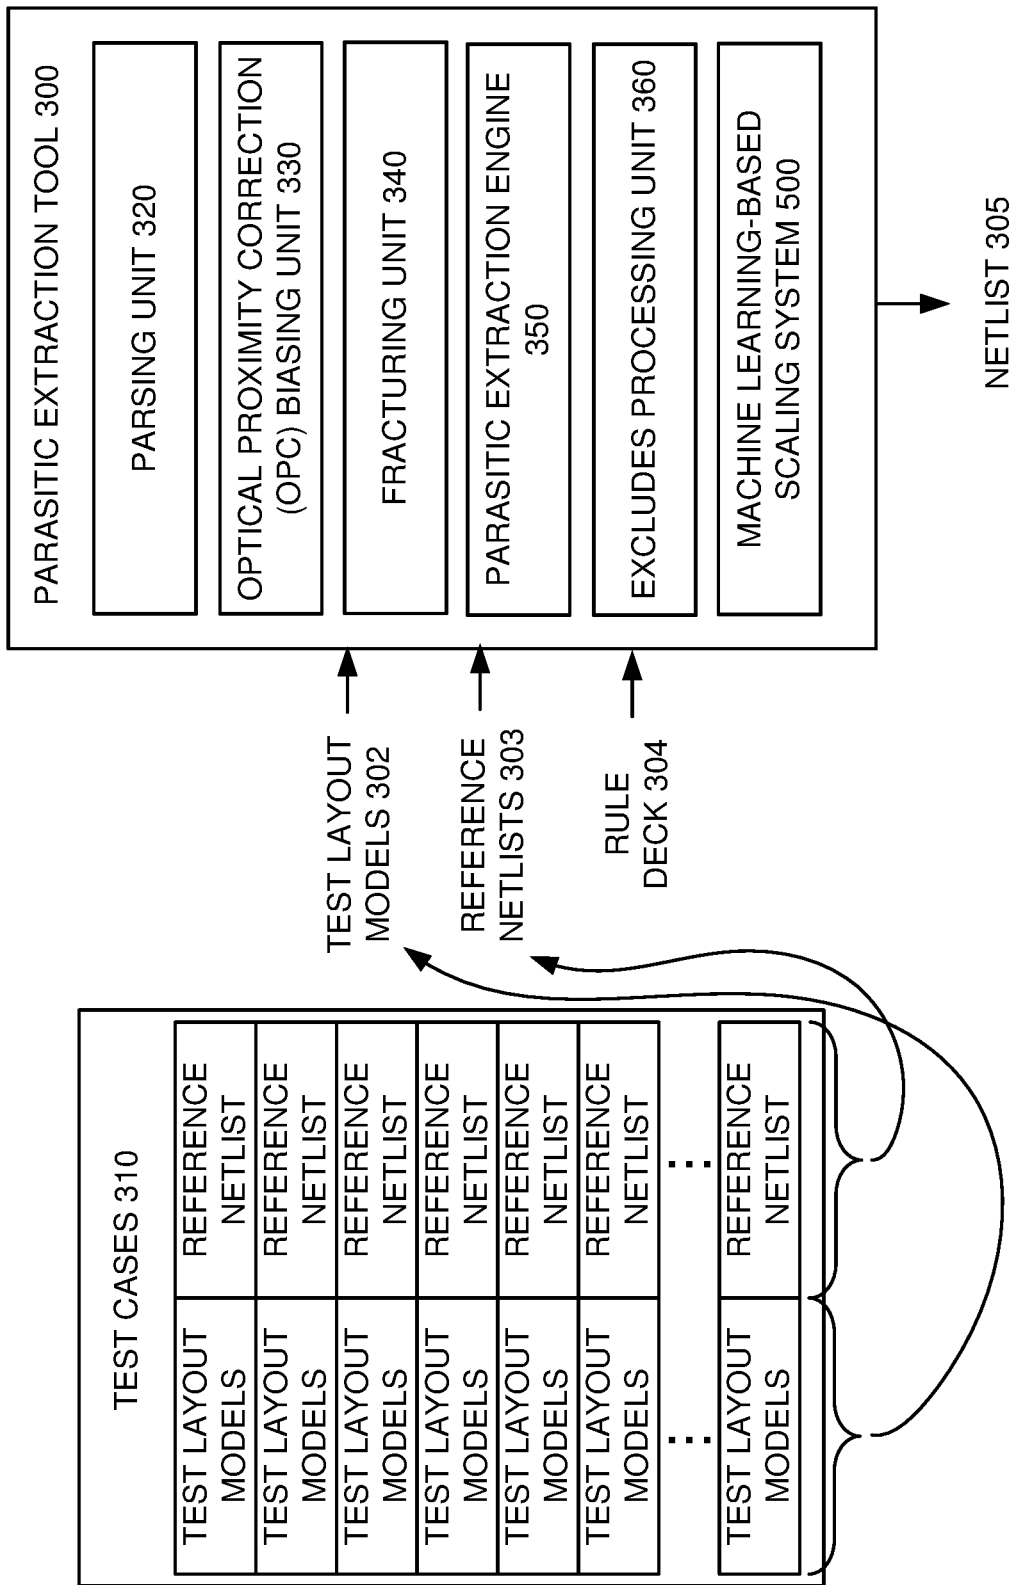 TEST CASES 310
TEST LAYOUT
MODELS
REFERENCE
NETLIST
TEST LAYOUT
MODELS
REFERENCE
NETLIST
TEST LAYOUT
MODELS
REFERENCE
NETLIST
TEST LAYOUT
MODELS
REFERENCE
NETLIST
TEST LAYOUT
MODELS
REFERENCE
NETLIST
TEST LAYOUT
MODELS
REFERENCE
NETLIST
...
...
TEST LAYOUT
MODELS
REFERENCE
NETLIST
TEST LAYOUT
MODELS 302
REFERENCE
NETLISTS 303
RULE
DECK 304
PARASITIC EXTRACTION TOOL 300
PARSING UNIT 320
OPTICAL PROXIMITY CORRECTION
(OPC) BIASING UNIT 330
FRACTURING UNIT 340
PARASITIC EXTRACTION ENGINE
350
EXCLUDES PROCESSING UNIT 360
MACHINE LEARNING-BASED
SCALING SYSTEM 500
NETLIST 305